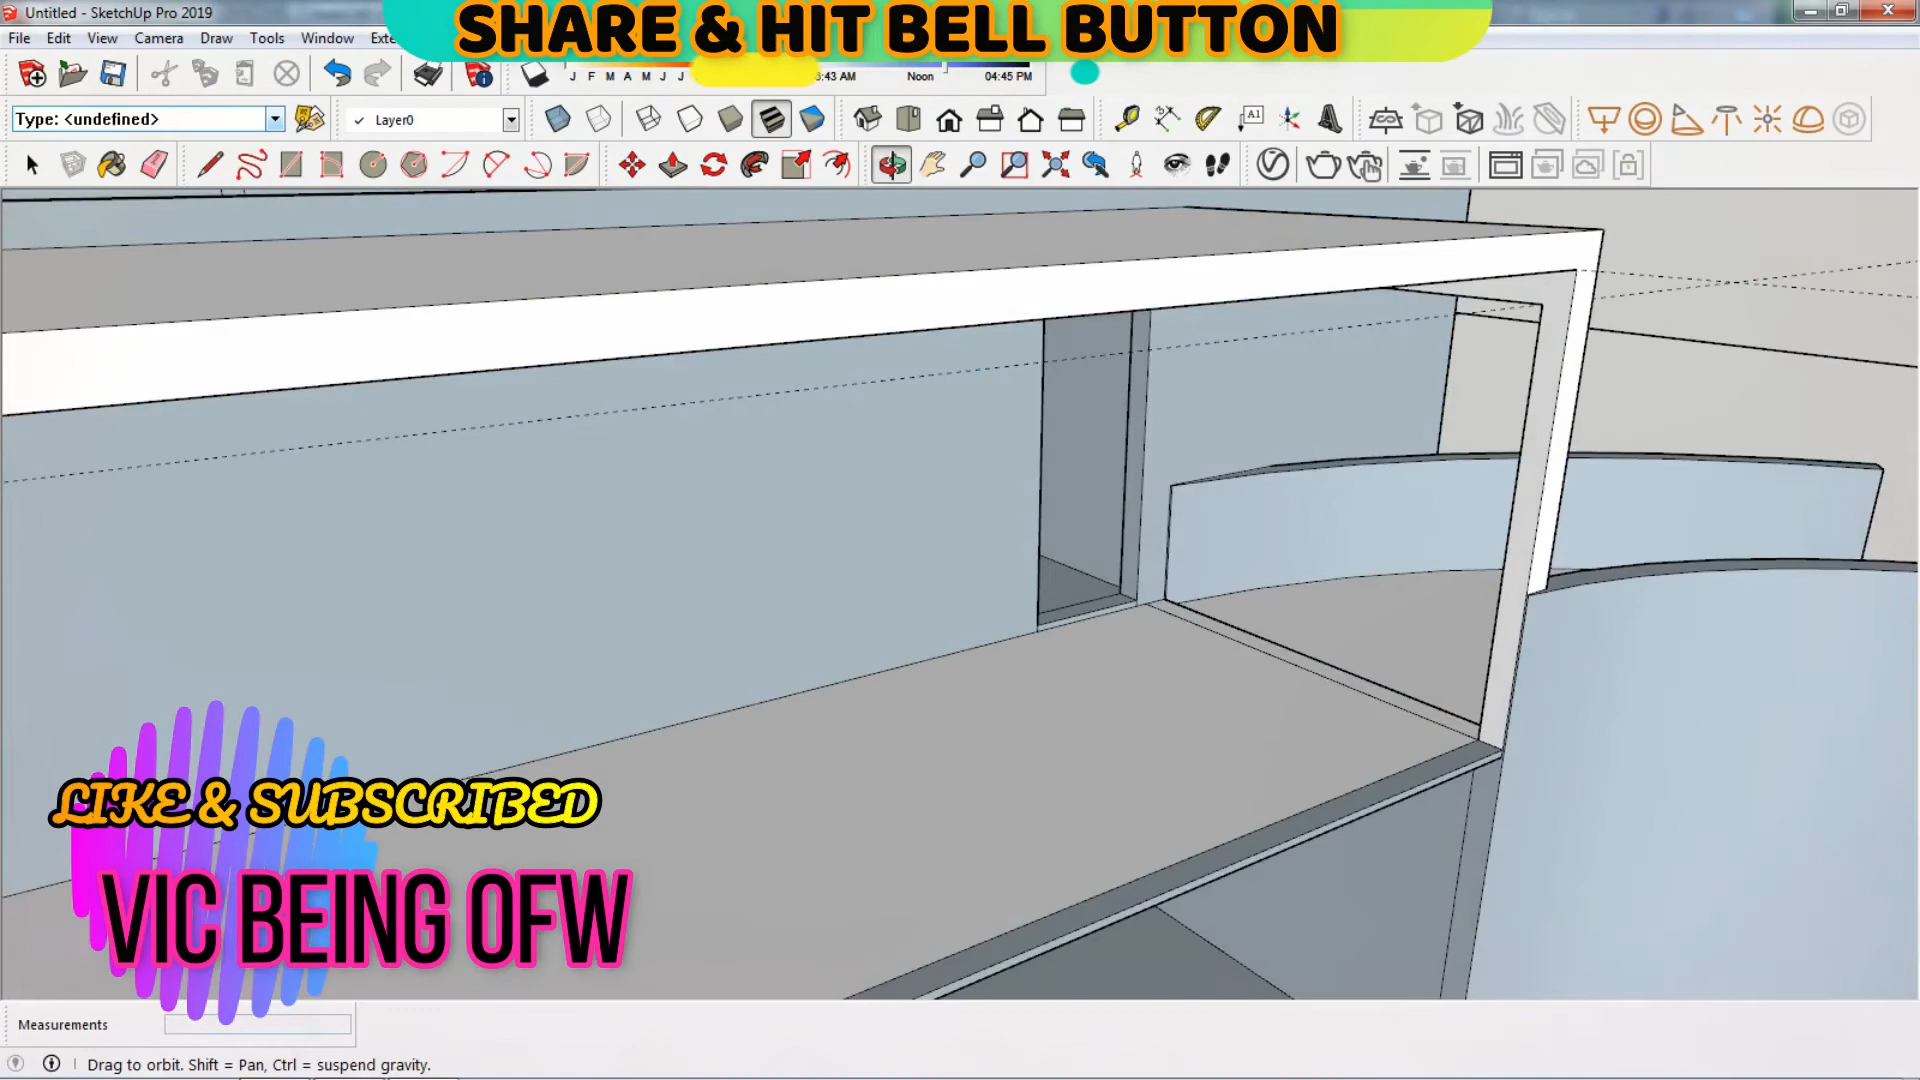 Untitled - SketchUp Pro 2019
SHARE & HIT BELL BUTTON
File Edit View Camera Draw Tools Window
J F M A M J J
:43 AM Noon 04:45 PM
Type: <undefined>
Layer0
A1
LIKE & SUBSCRIBED
VIC BEING OFW
Measurements
Drag to orbit. Shift = Pan, Ctrl = suspend gravity.